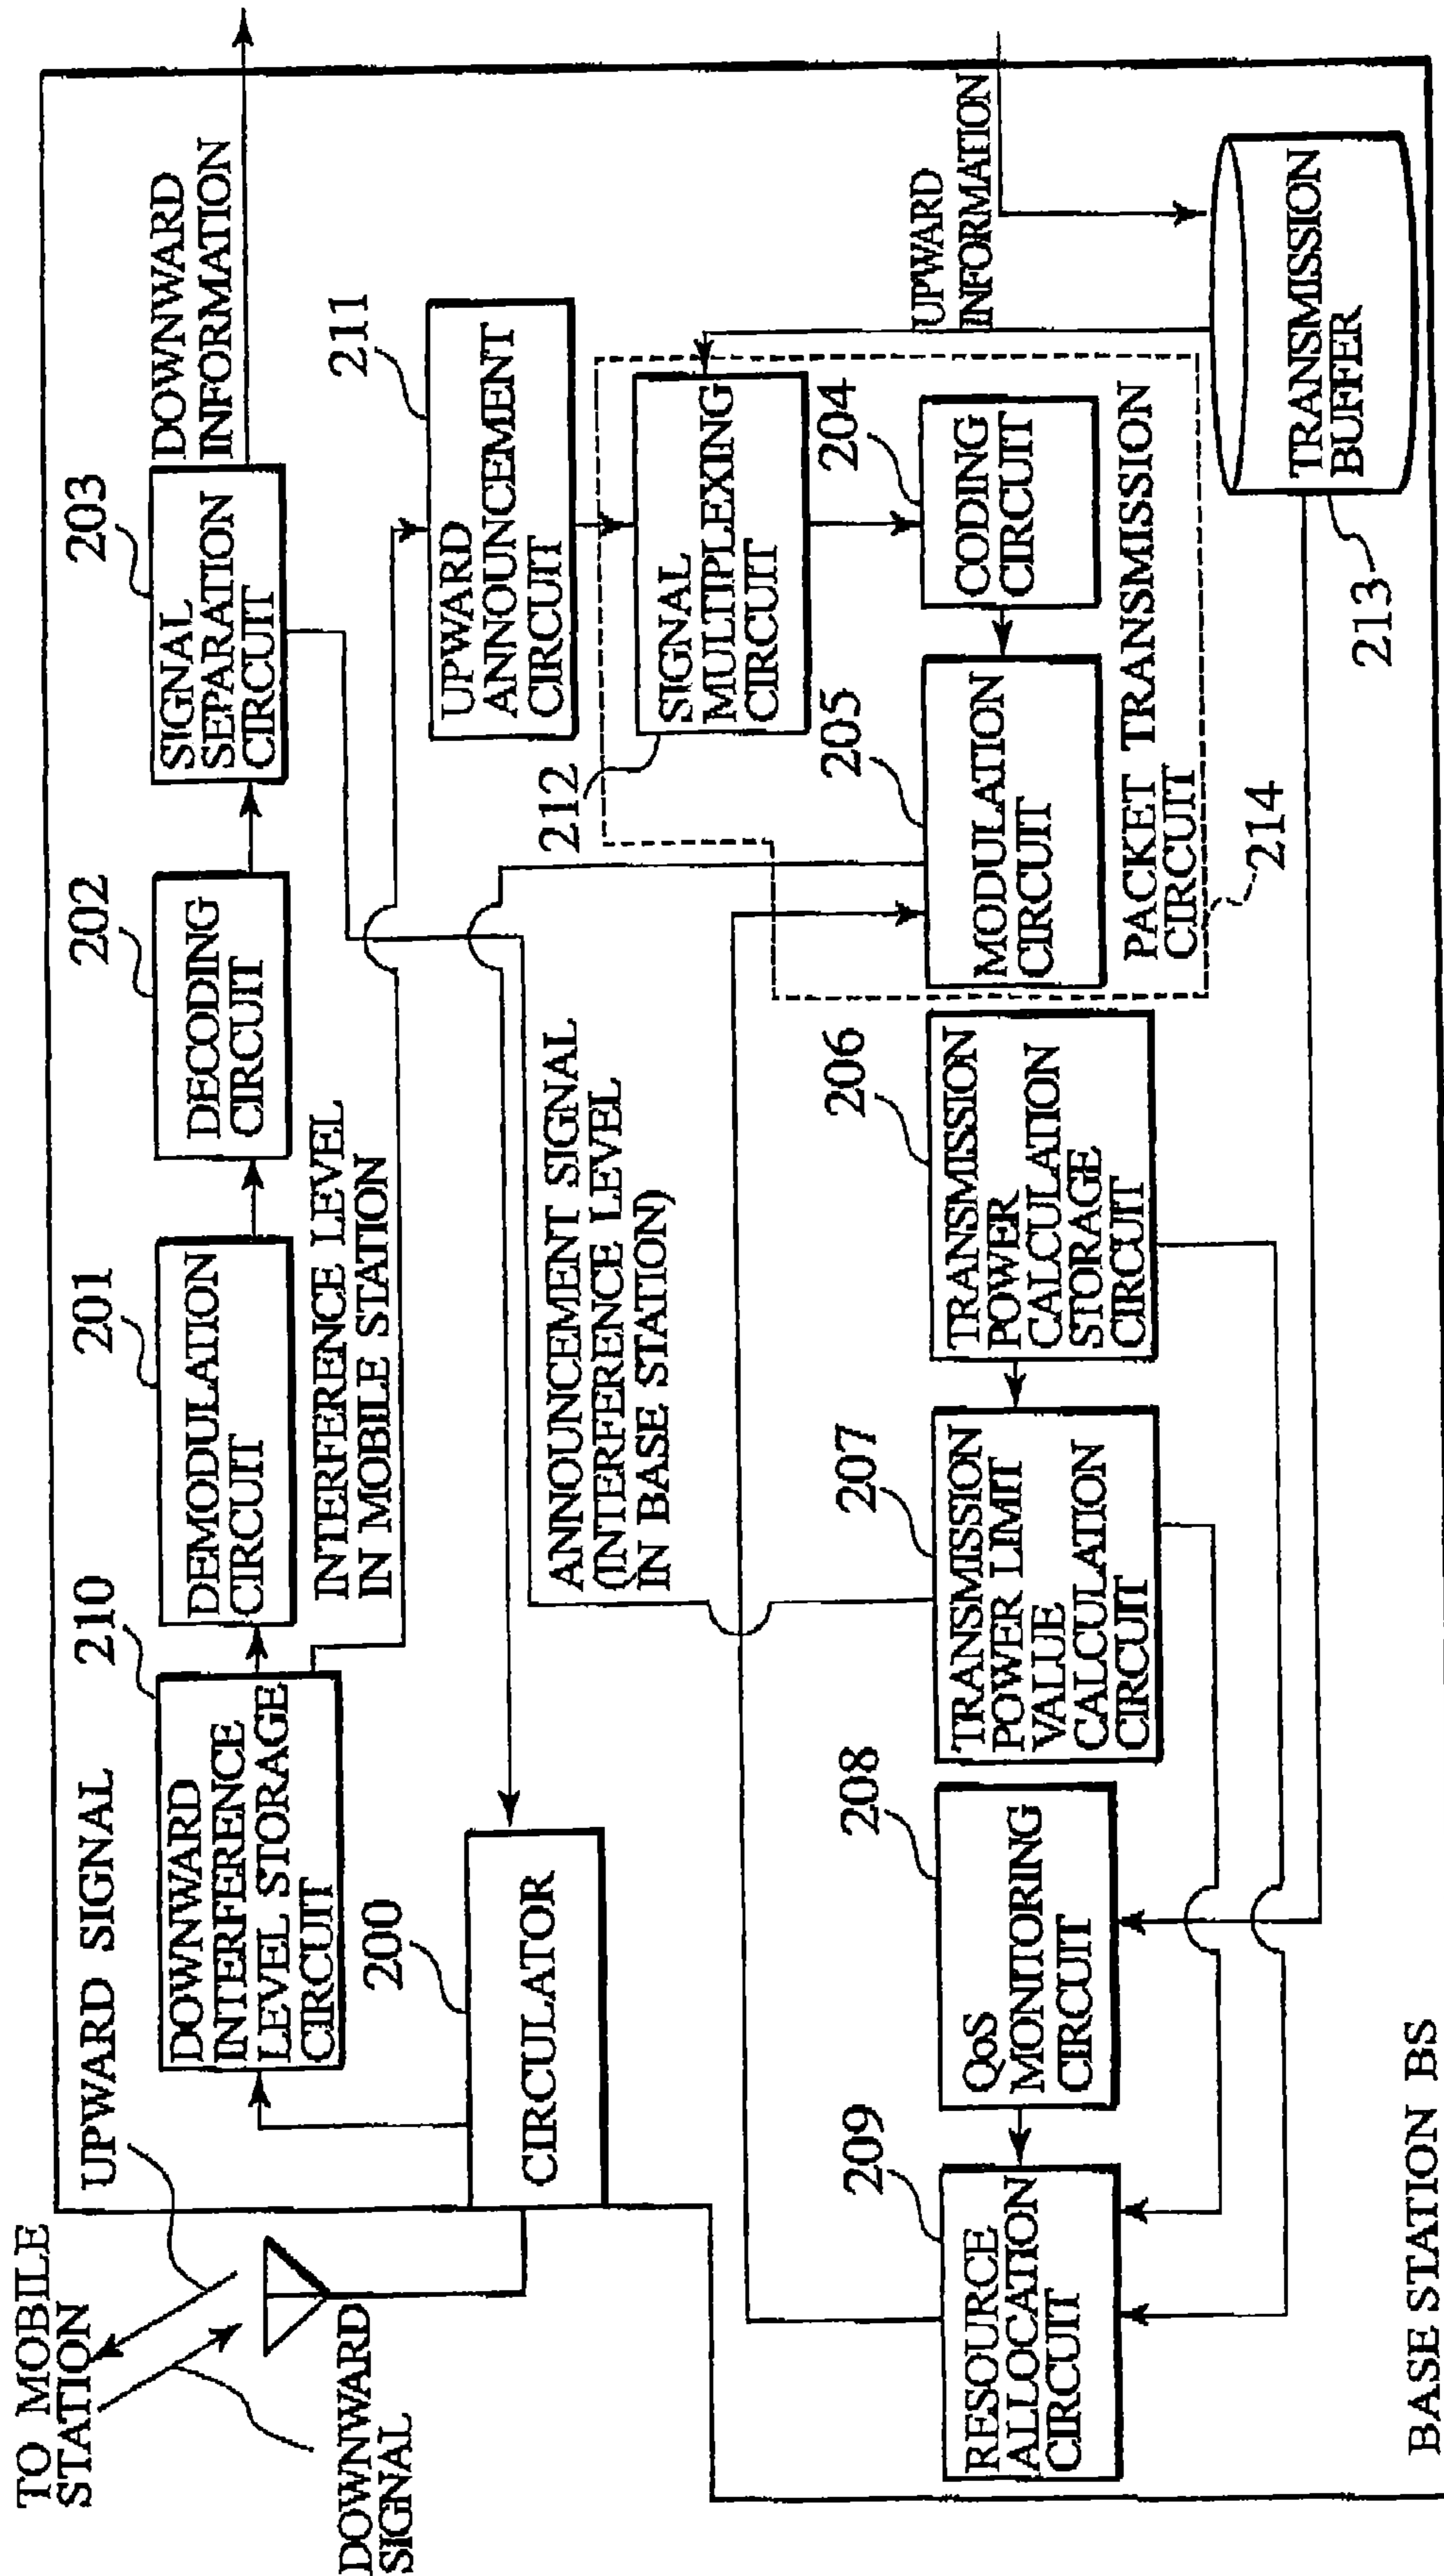 TO MOBILE
STATION
UPWARD SIGNAL
DOWNWARD
SIGNAL
210
DOWNWARD
INTERFERENCE
LEVEL STORAGE
CIRCUIT
201
DEMODULATION
CIRCUIT
202
DECODING
CIRCUIT
203
SIGNAL
SEPARATION
CIRCUIT
DOWNWARD
INFORMATION
INTERFERENCE LEVEL
IN MOBILE STATION
200
CIRCULATOR
ANNOUNCEMENT SIGNAL
(INTERFERENCE LEVEL
IN BASE STATION)
211
UPWARD
ANNOUNCEMENT
CIRCUIT
212
SIGNAL
MULTIPLEXING
CIRCUIT
UPWARD
INFORMATION
204
CODING
CIRCUIT
205
MODULATION
CIRCUIT
PACKET TRANSMISSION
CIRCUIT
214
206
TRANSMISSION
POWER
CALCULATION
STORAGE
CIRCUIT
207
TRANSMISSION
POWER LIMIT
VALUE
CALCULATION
CIRCUIT
208
QoS
MONITORING
CIRCUIT
209
RESOURCE
ALLOCATION
CIRCUIT
TRANSMISSION
BUFFER
213
BASE STATION BS